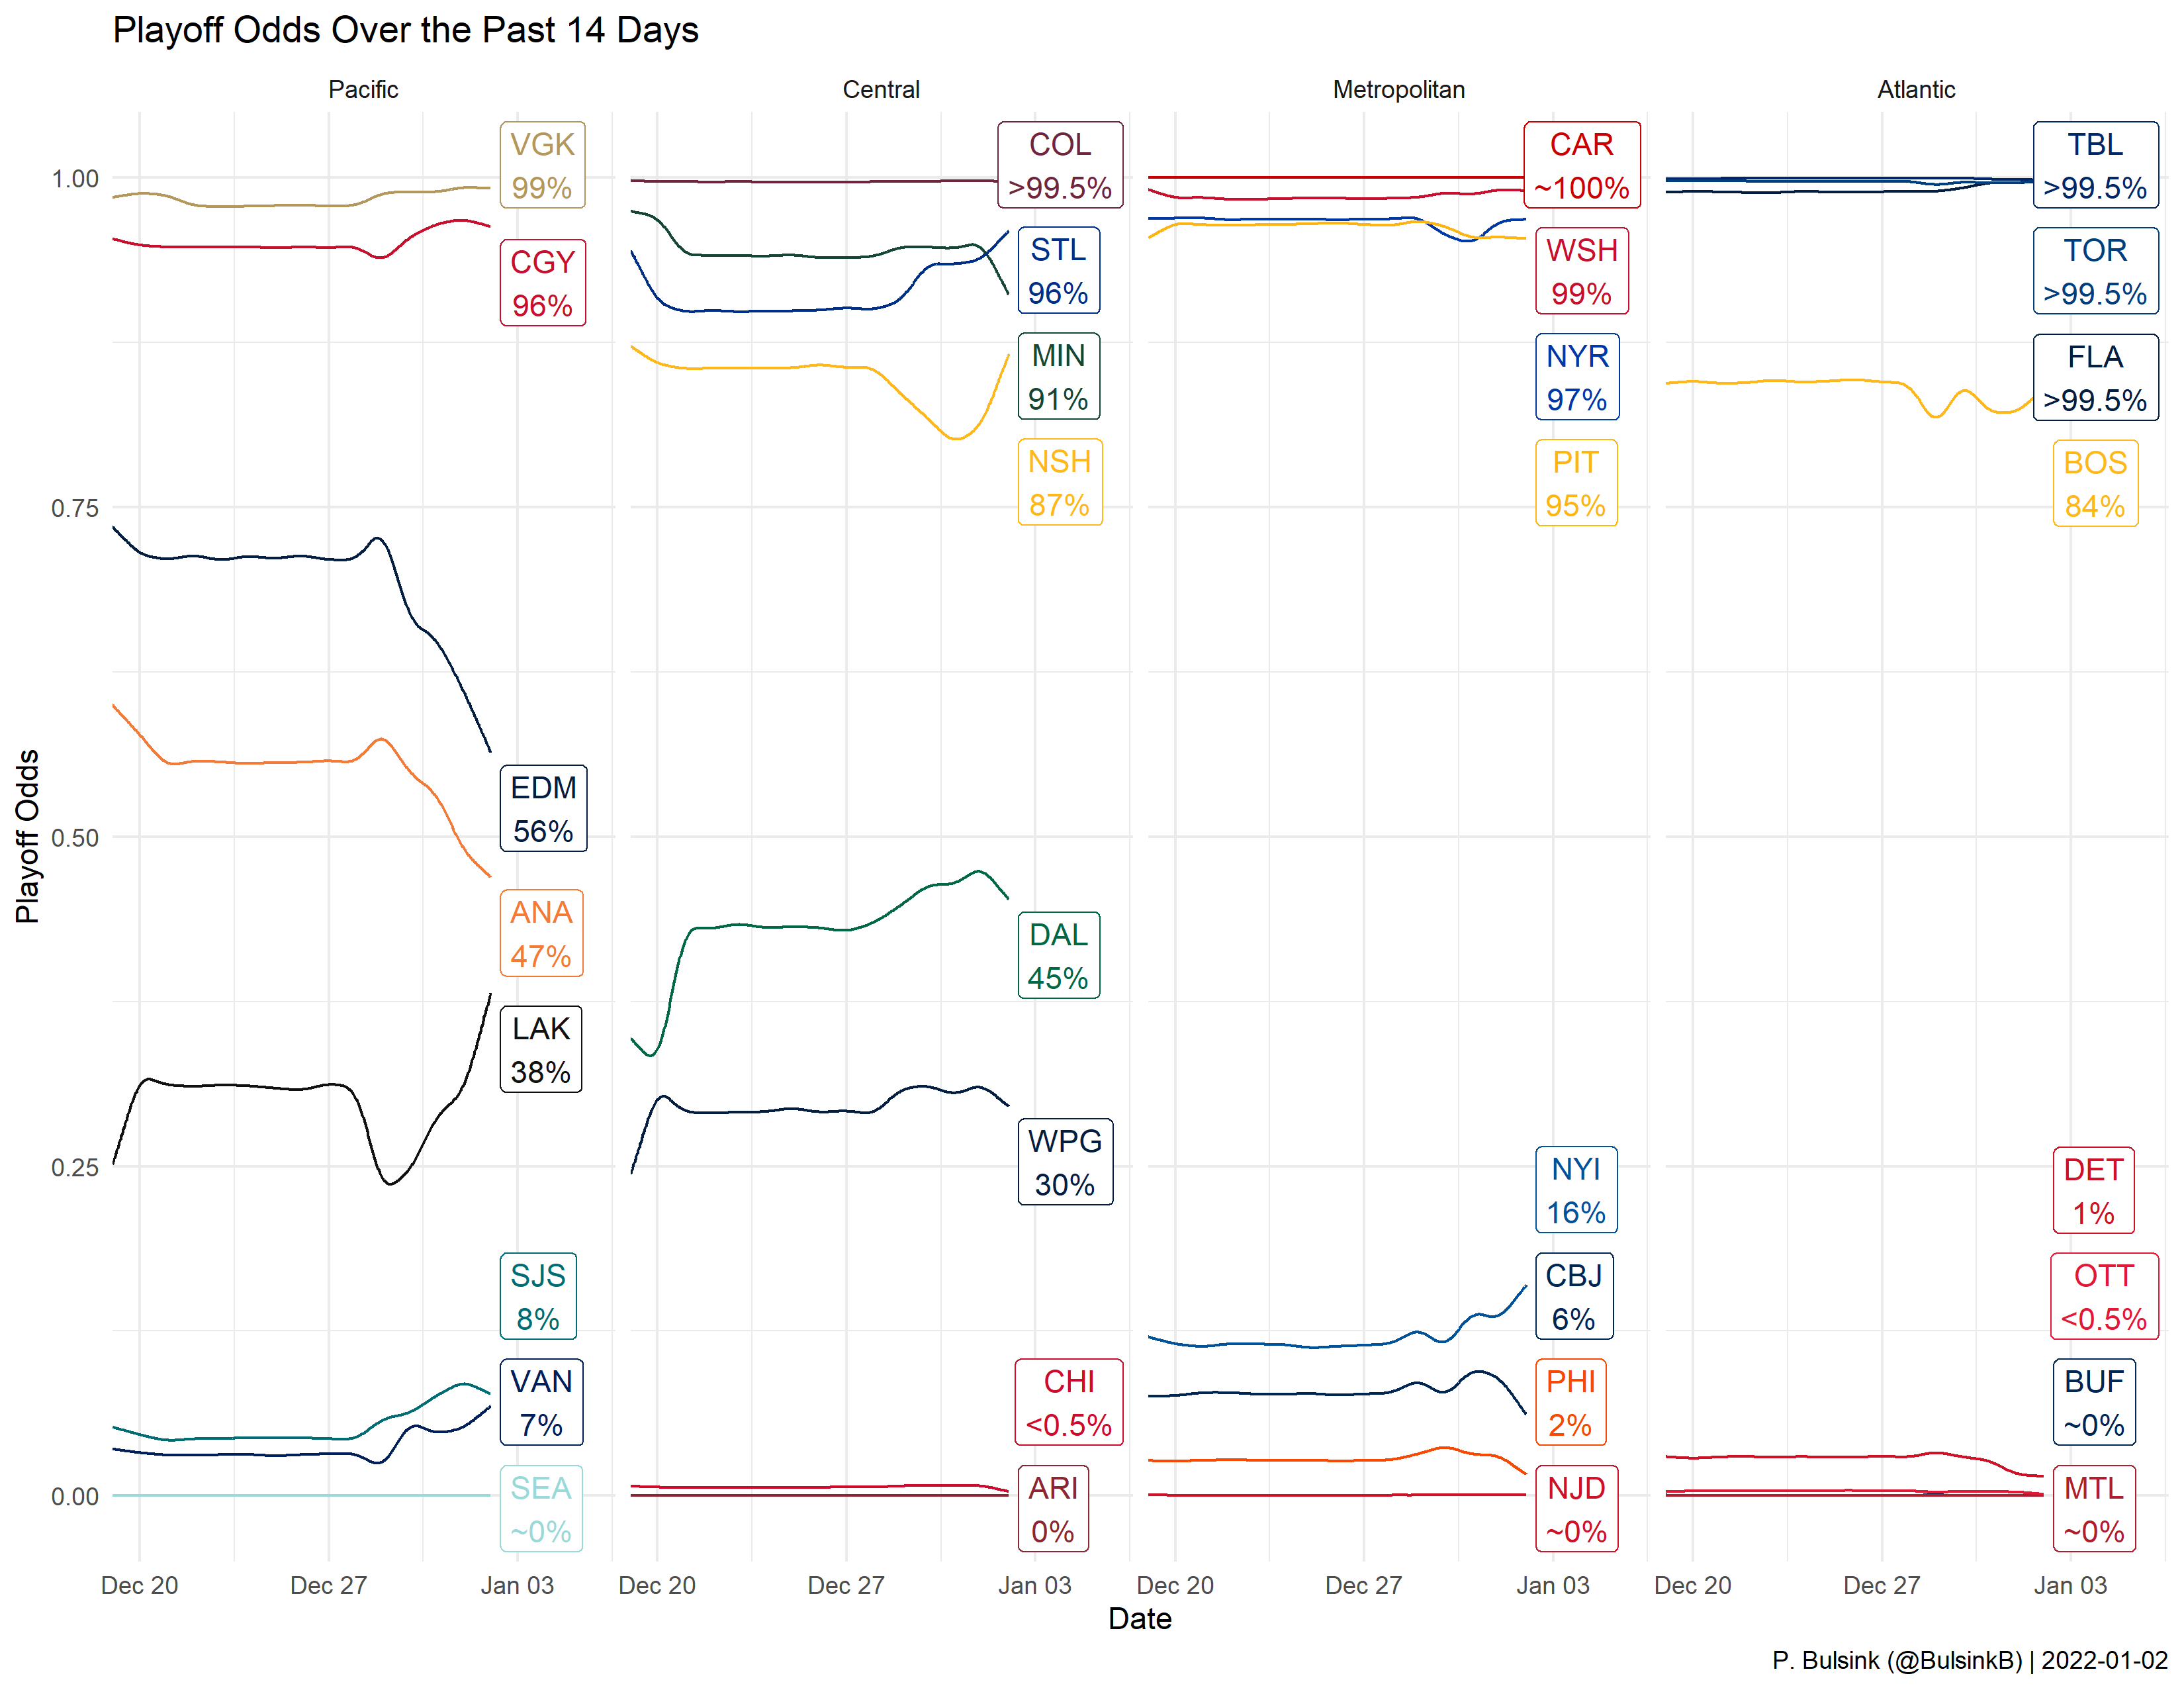 Playoff Odds Over the Past 14 Days
Pacific
Central
Metropolitan
Atlantic
Playoff Odds
1.00
0.75
0.50
0.25
0.00
VGK
99%
CGY
96%
EDM
56%
ANA
47%
LAK
38%
SJS
8%
VAN
7%
SEA
~0%
COL
>99.5%
STL
96%
MIN
91%
NSH
87%
DAL
45%
WPG
30%
CHI
<0.5%
ARI
0%
CAR
~100%
WSH
99%
NYR
97%
PIT
95%
NYI
16%
CBJ
6%
PHI
2%
NJD
~0%
TBL
>99.5%
TOR
>99.5%
FLA
>99.5%
BOS
84%
DET
1%
OTT
<0.5%
BUF
~0%
MTL
~0%
Dec 20
Dec 27
Jan 03
Dec 20
Dec 27
Jan 03
Dec 20
Dec 27
Jan 03
Dec 20
Dec 27
Jan 03
Date
P. Bulsink (@BulsinkB) | 2022-01-02